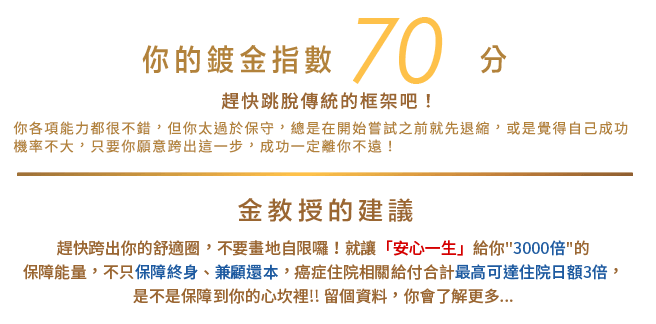 你的鍍金指數 70 分
趕快跳脫傳統的框架吧！
你各項能力都很不錯，但你太過於保守，總是在開始嘗試之前就先退縮，或是覺得自己成功
機率不大，只要你願意跨出這一步，成功一定離你不遠！
金教授的建議
趕快跨出你的舒適圈，不要畫地自限囉！就讓「安心一生」給你"3000倍"的
保障能量，不只保障終身、兼顧還本，癌症住院相關給付合計最高可達住院日額3倍，
是不是保障到你的心坎裡!! 留個資料，你會了解更多...